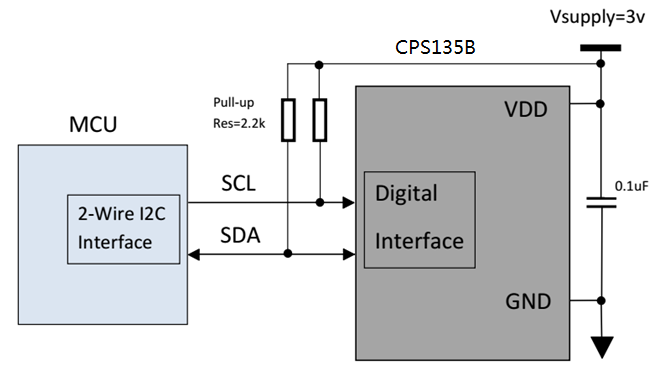 Vsupply=3v
CPS135B
Pull-up
Res=2.2k
MCU
VDD
SCL
Digital
Interface
0.1uF
2-Wire I2C
Interface
SDA
GND